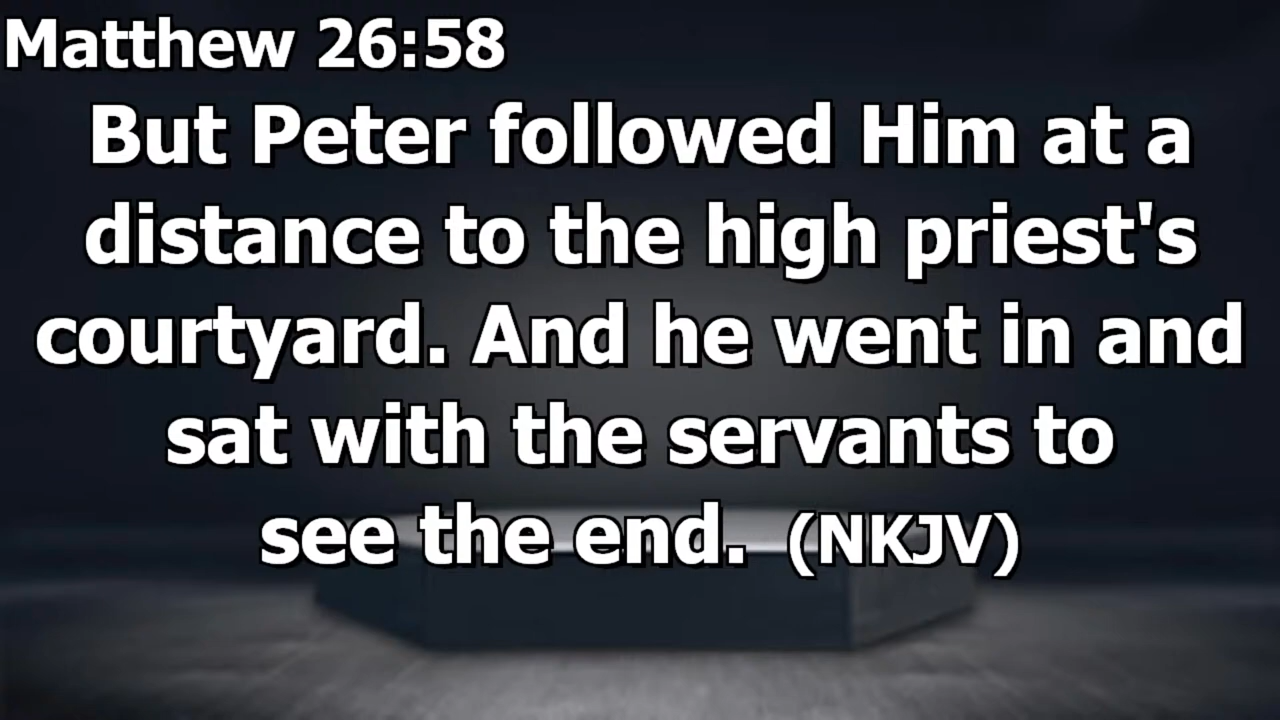 Matthew 26:58
But Peter followed Him at a
distance to the high priest's
courtyard. And he went in and
sat with the servants to
see the end. (NKJV)